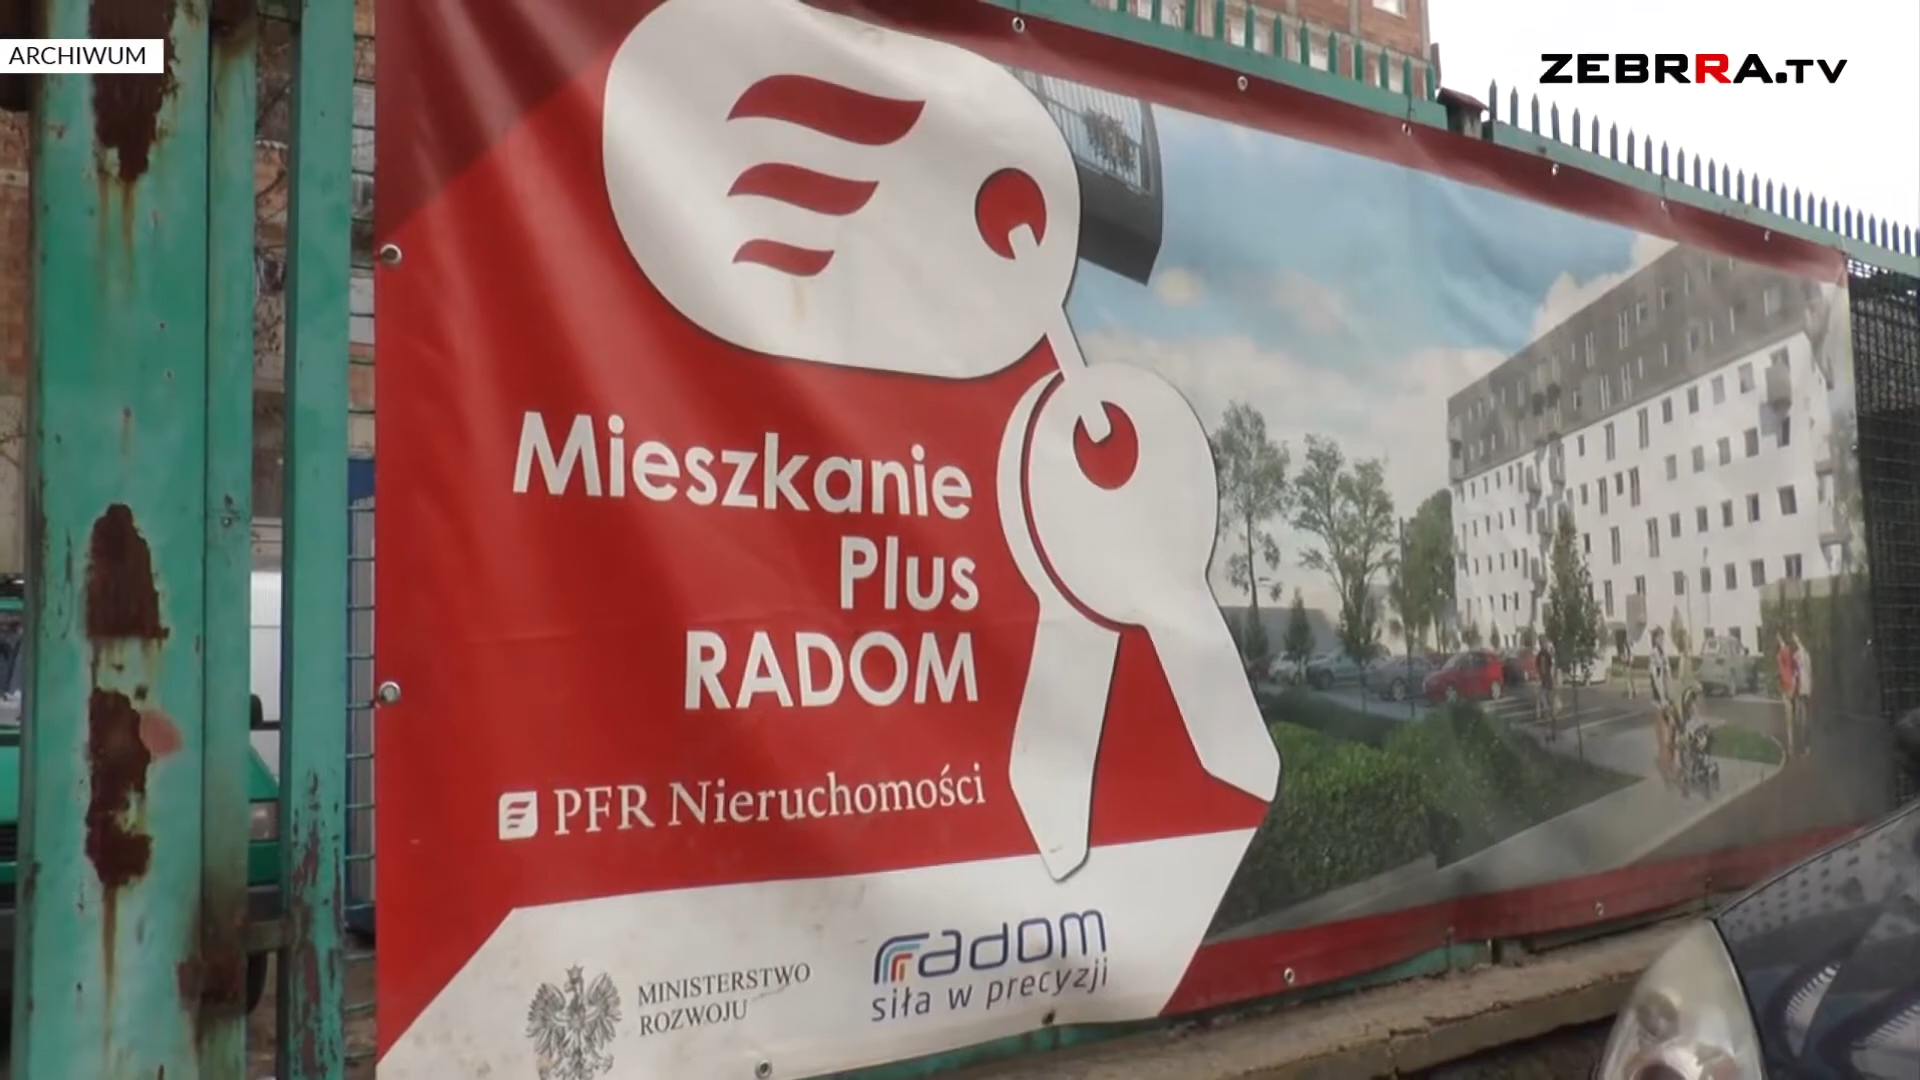 ARCHIWUM
ZEBRRA.TV
Mieszkanie
Plus
RADOM
PFR Nieruchomości
MINISTERSTWO
ROZWOJU
radom
siła w precyzji